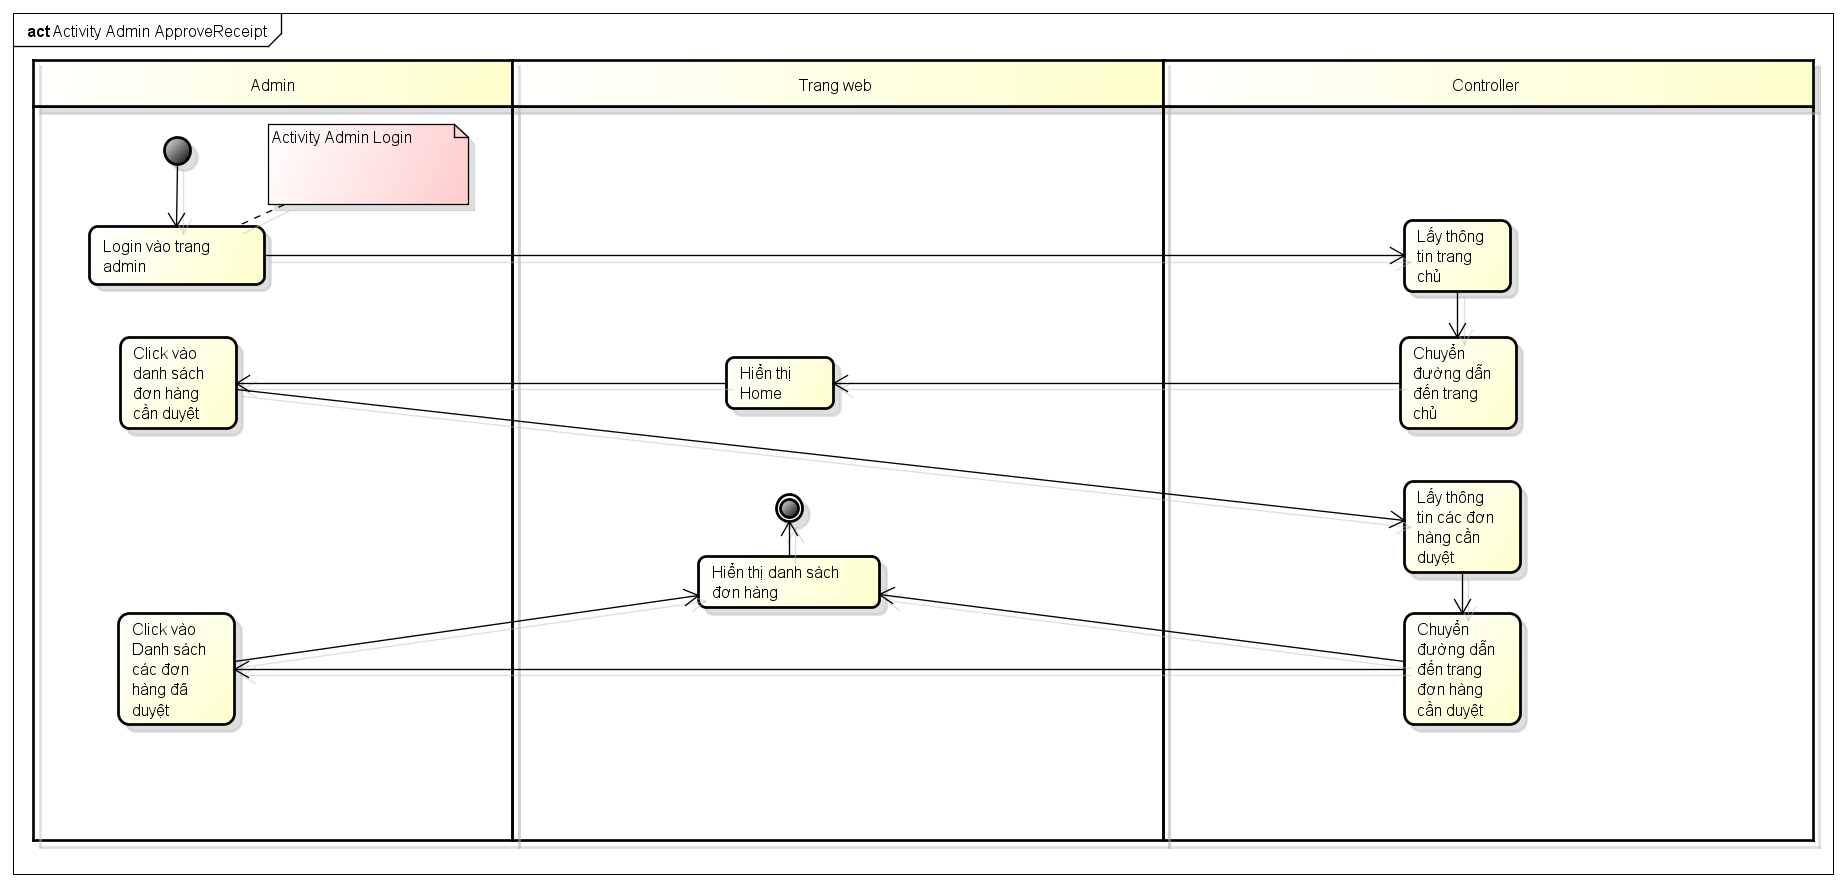 act Activity Admin ApproveReceipt
Admin
Trang web
Controller
Activity Admin Login
Login vào trang
admin
Lấy thông
tin trang
chủ
Click vào
danh sách
đơn hàng
cần duyệt
Hiển thị
Home
Chuyển
đường dẫn
đến trang
chủ
Lấy thông
tin các đơn
hàng cần
duyệt
Hiển thị danh sách
đơn hàng
Click vào
Danh sách
các đơn
hàng đã
duyệt
Chuyển
đường dẫn
đến trang
đơn hàng
cần duyệt